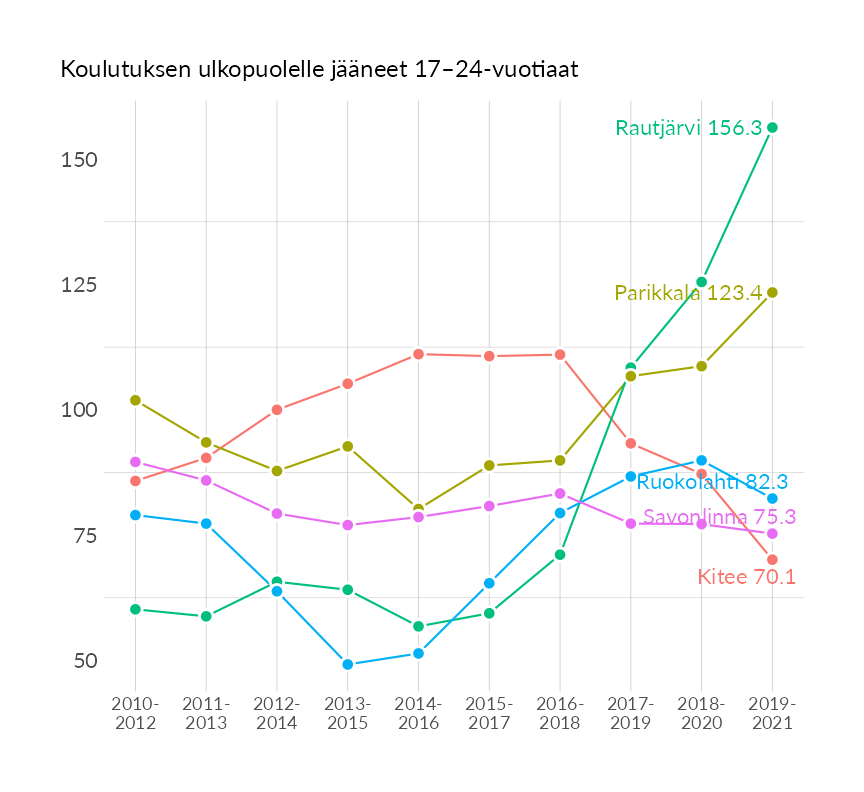 Koulutuksen ulkopuolelle jääneet 17–24-vuotiaat
Rautjärvi 156.3
150
125
Parikkala 123.4
100
Ruokolahti 82.3
Savonlinna 75.3
75
Kitee 70.1
50
2010- 2011- 2012- 2013- 2014- 2015- 2016- 2017- 2018- 2019-
2012 2013 2014 2015 2016 2017 2018 2019 2020 2021